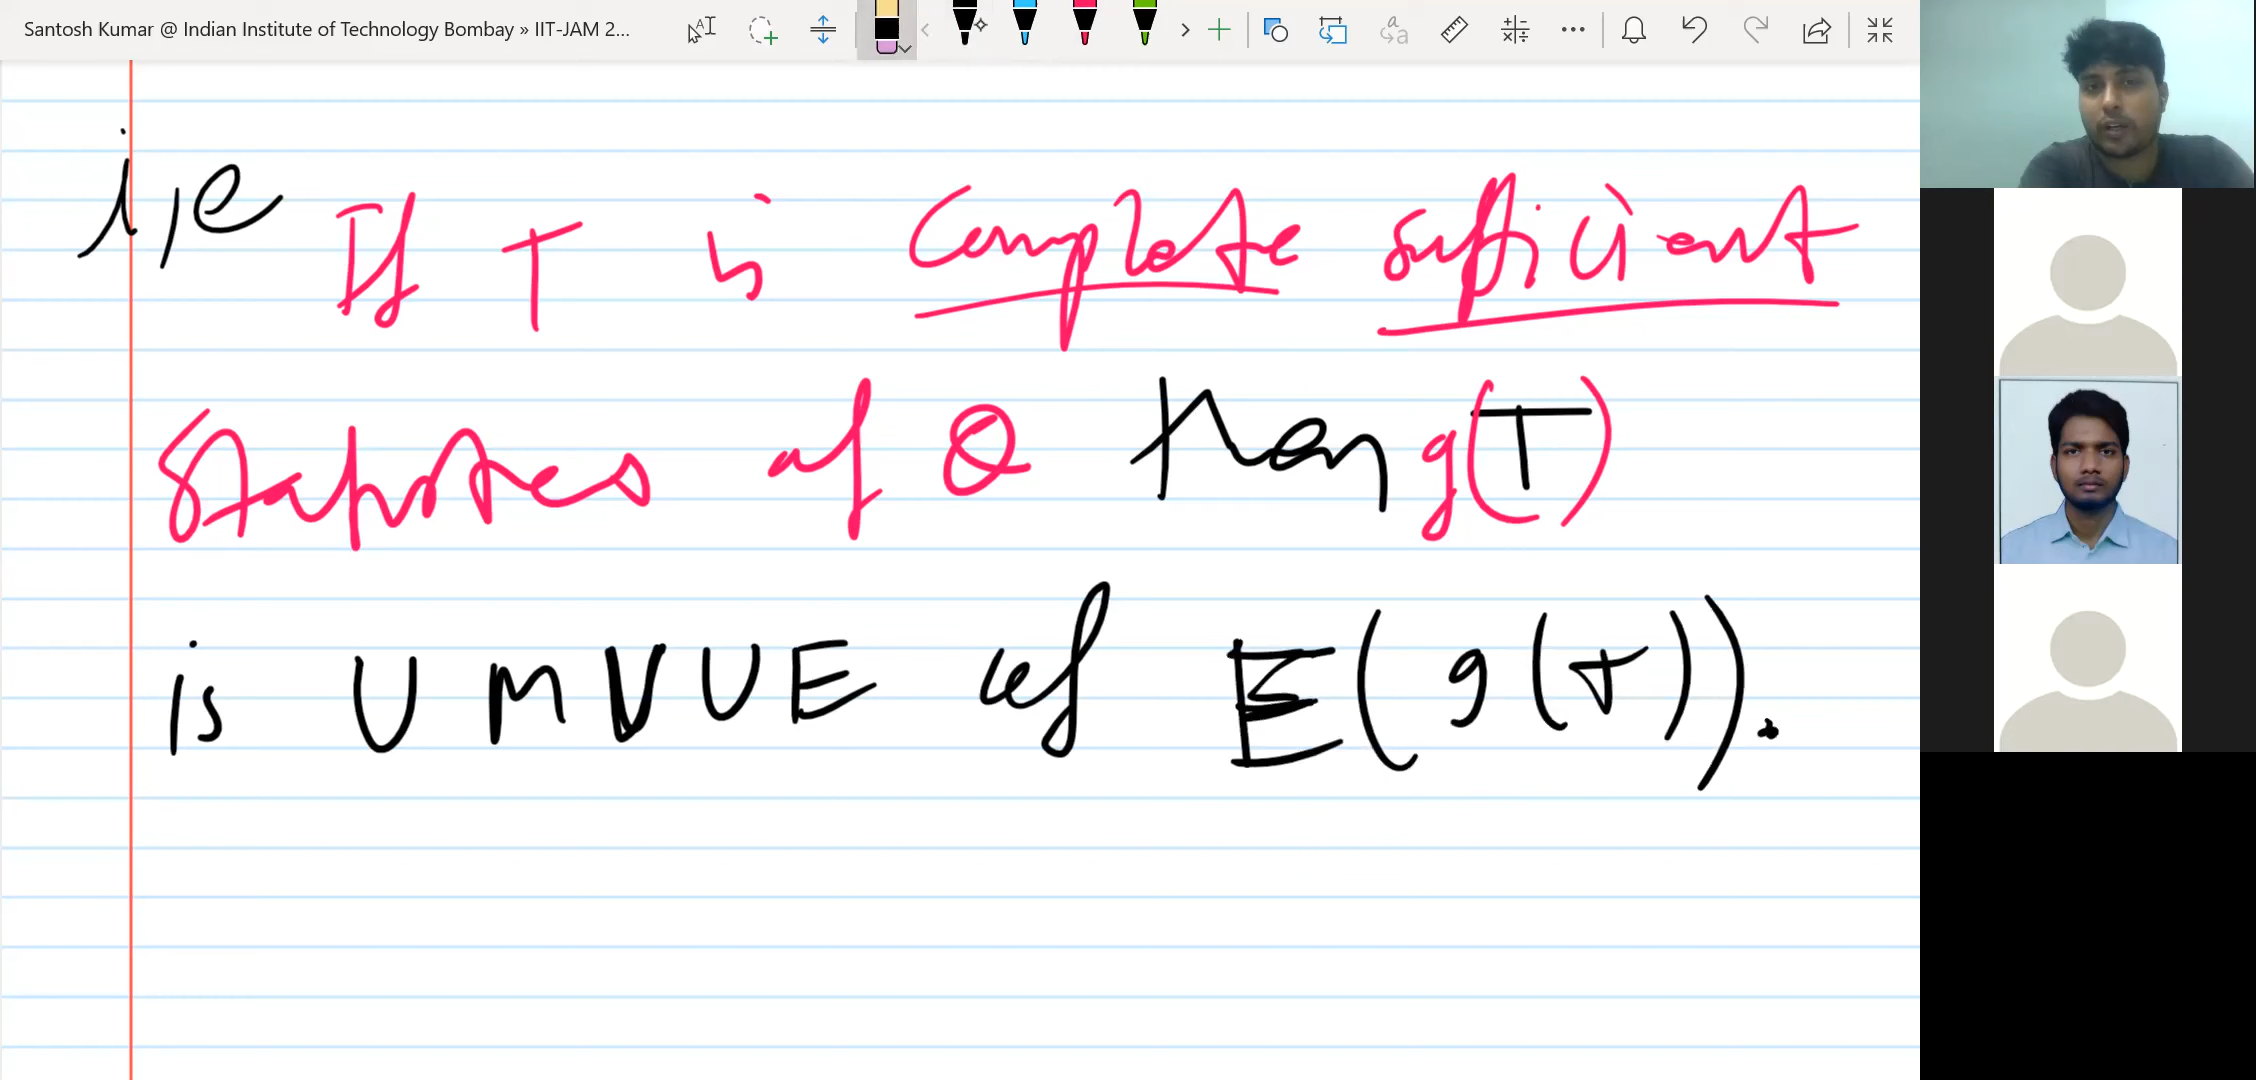 Santosh Kumar @ Indian Institute of Technology Bombay » IIT-JAM 2...
i,e If T is Complete sufficient
Statistics of θ then g(T)
is UMVUE of E(g(T)).